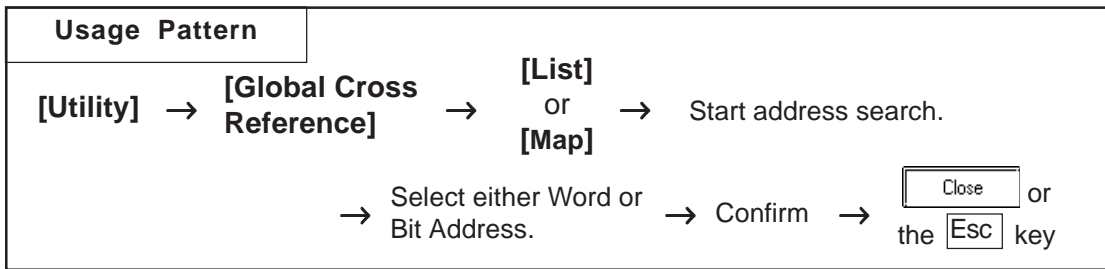 Usage Pattern
[Utility] → [Global Cross Reference] → [List] or [Map] → Start address search.
→ Select either Word or Bit Address. → Confirm → Close or the Esc key